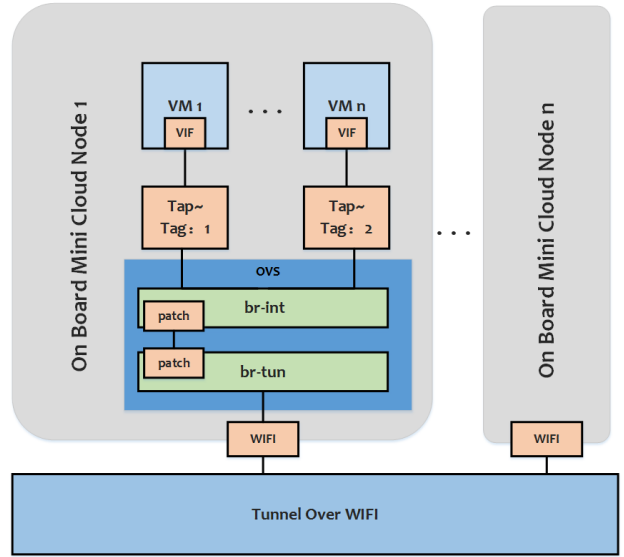 On Board Mini Cloud Node 1
VM 1
VIF
. . .
VM n
VIF
Tap~
Tag：1
Tap~
Tag：2
OVS
br-int
patch
patch
br-tun
WIFI
. . .
On Board Mini Cloud Node n
WIFI
Tunnel Over WIFI